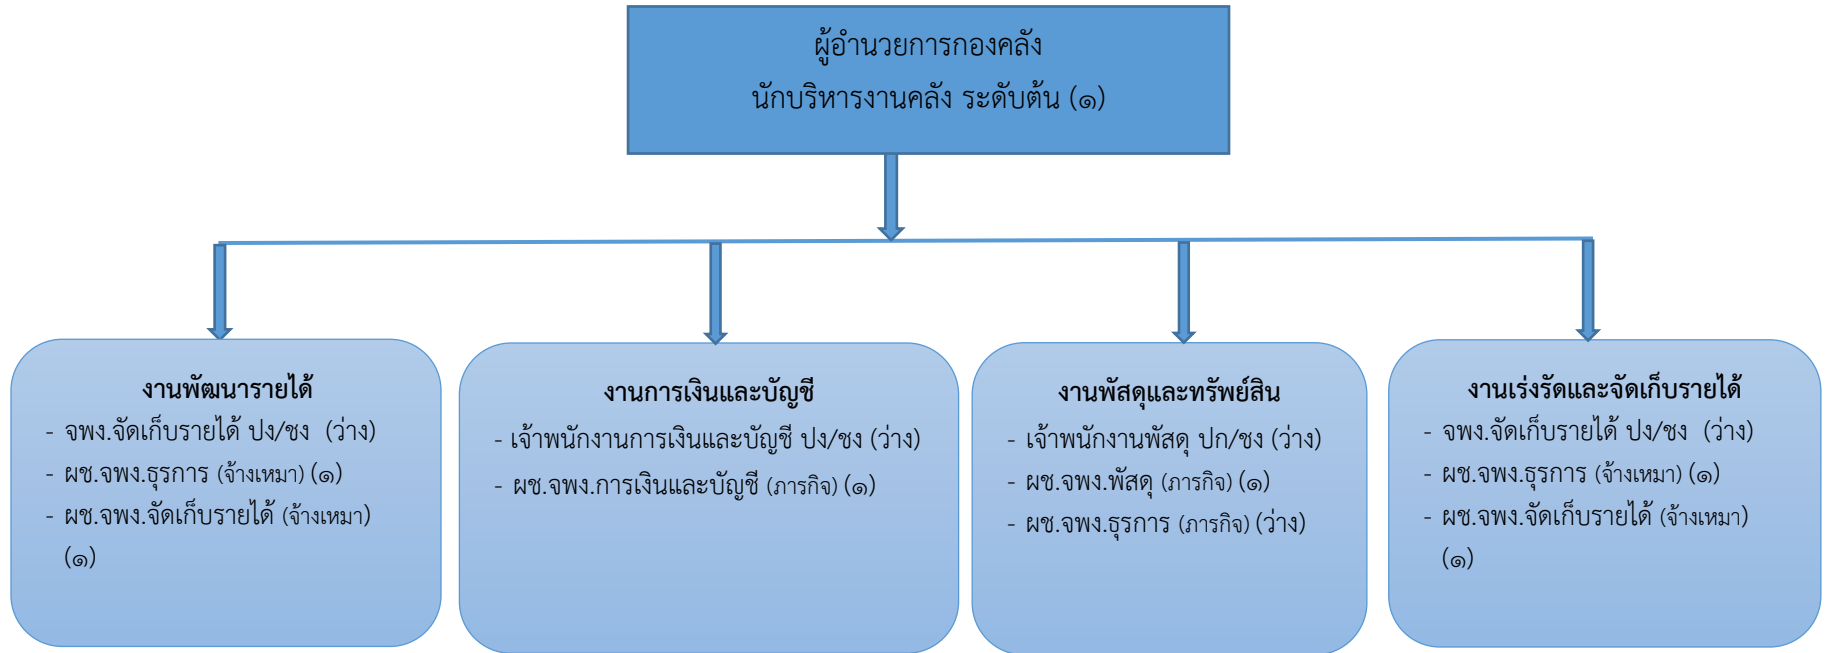 ผู้อำนวยการกองคลัง
นักบริหารงานคลัง ระดับต้น (๑)
งานพัฒนารายได้
- จพง.จัดเก็บรายได้ ปง/ชง (ว่าง)
- ผช.จพง.ธุรการ (จ้างเหมา) (๑)
- ผช.จพง.จัดเก็บรายได้ (จ้างเหมา)
(๑)
งานการเงินและบัญชี
- เจ้าพนักงานการเงินและบัญชี ปง/ชง (ว่าง)
- ผช.จพง.การเงินและบัญชี (ภารกิจ) (๑)
งานพัสดุและทรัพย์สิน
- เจ้าพนักงานพัสดุ ปก/ชง (ว่าง)
- ผช.จพง.พัสดุ (ภารกิจ) (๑)
- ผช.จพง.ธุรการ (ภารกิจ) (ว่าง)
งานเร่งรัดและจัดเก็บรายได้
- จพง.จัดเก็บรายได้ ปง/ชง (ว่าง)
- ผช.จพง.ธุรการ (จ้างเหมา) (๑)
- ผช.จพง.จัดเก็บรายได้ (จ้างเหมา)
(๑)